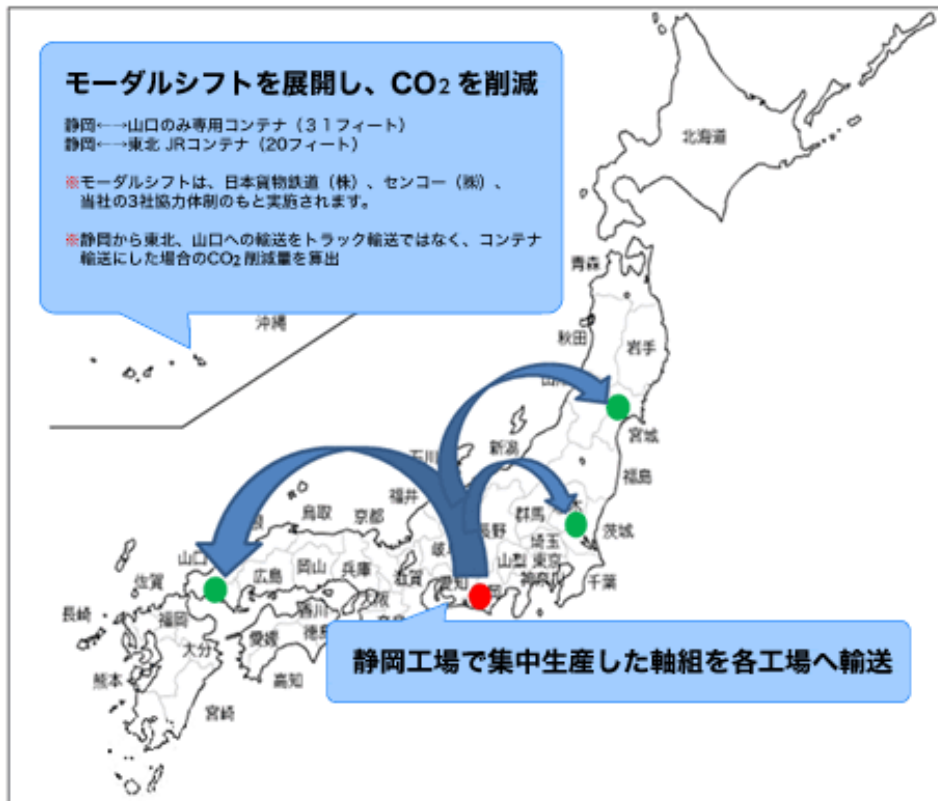 モーダルシフトを展開し、CO₂を削減
静岡←→山口のみ専用コンテナ（３１フィート）
静岡←→東北 JRコンテナ（20フィート）
※モーダルシフトは、日本貨物鉄道（株）、センコー（㈱）、
当社の3社協力体制のもと実施されます。
※静岡から東北、山口への輸送をトラック輸送ではなく、コンテナ
輸送にした場合のCO₂削減量を算出
北海道
青森
沖縄
秋田
岩手
宮城
新潟
石川
福島
福井
鳥取
京都
群馬
茨城
長野
埼玉
山口
岡山
兵庫
広島
滋賀
愛知
山梨
東京
神奈川
千葉
佐賀
長崎
福岡
香川
愛媛
徳島
大分
高知
熊本
宮崎
静岡工場で集中生産した軸組を各工場へ輸送